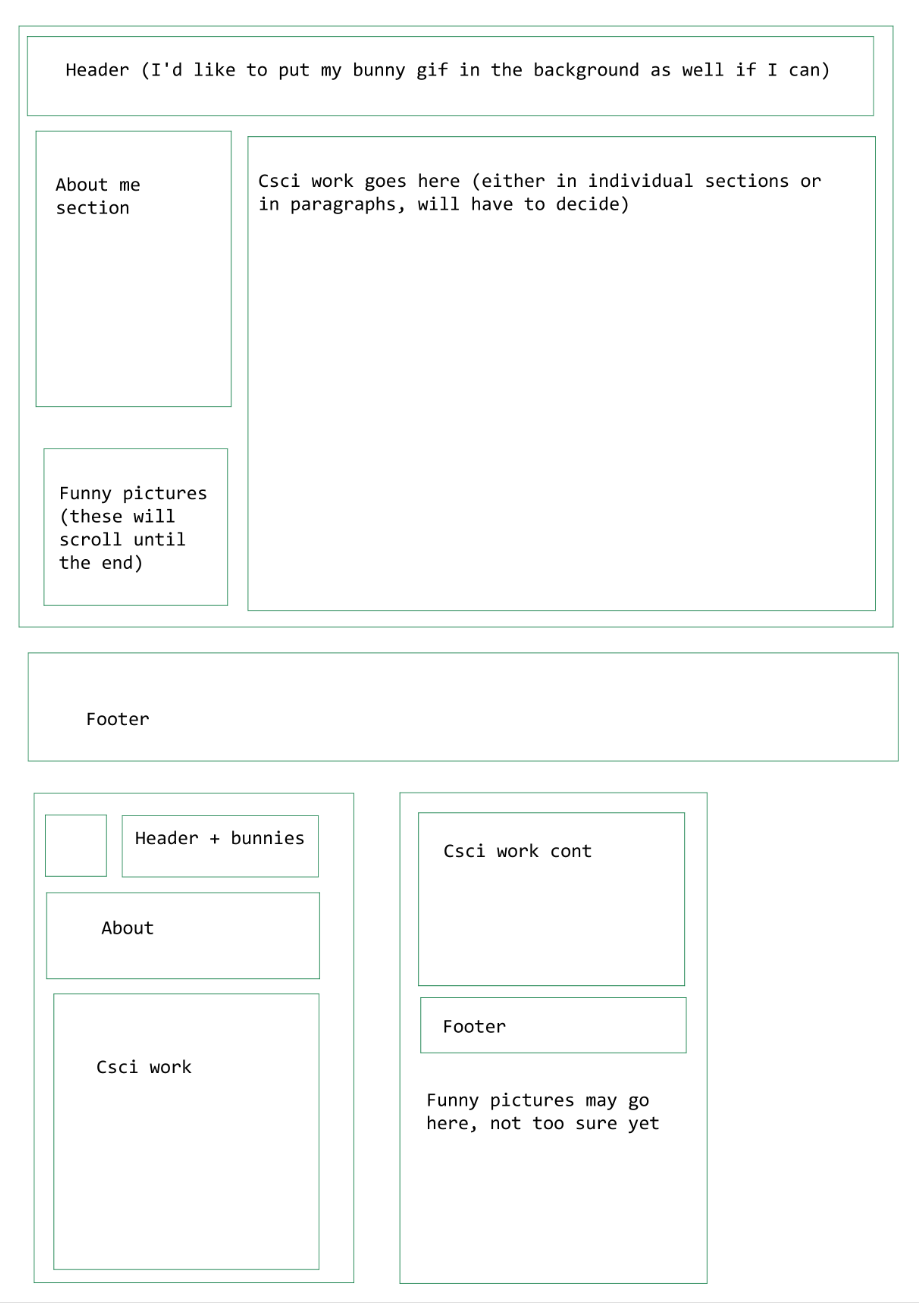 Header (I'd like to put my bunny gif in the background as well if I can)
About me
section
Csci work goes here (either in individual sections or
in paragraphs, will have to decide)
Funny pictures
(these will
scroll until
the end)
Footer
Header + bunnies
About
Csci work
Csci work cont
Footer
Funny pictures may go
here, not too sure yet